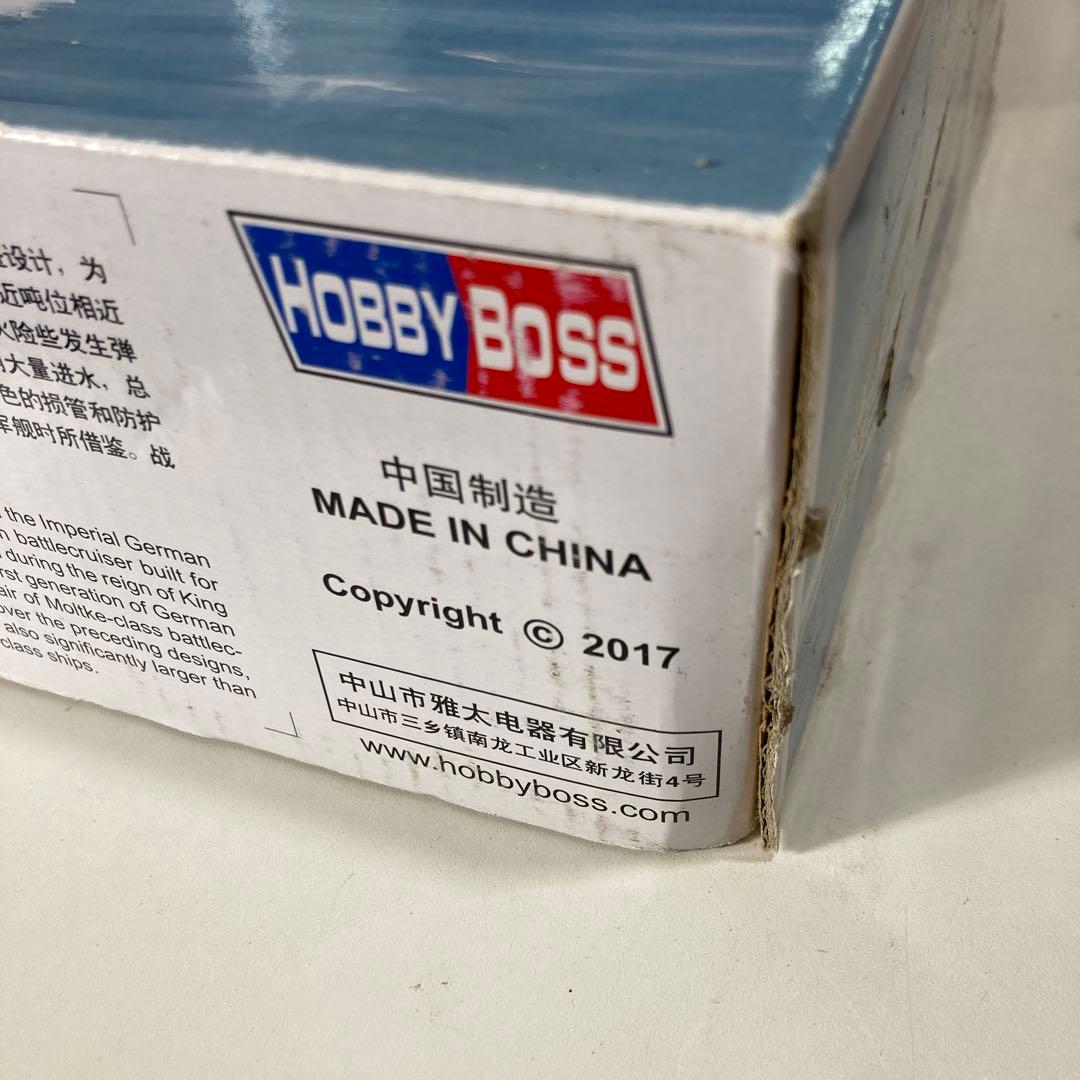 设计，为
近吨位相近
火险些发生弹
大量进水，总
色的损管和防护
军舰时所借鉴。战
the Imperial German
battlecruiser built for
during the reign of King
generation of German
air of Moltke-class battlec-
over the preceding designs,
also significantly larger than
class ships.
HOBBY BOSS
中国制造
MADE IN CHINA
Copyright © 2017
中山市雅太电器有限公司
中山市三乡镇南龙工业区新龙街4号
www.hobbyboss.com